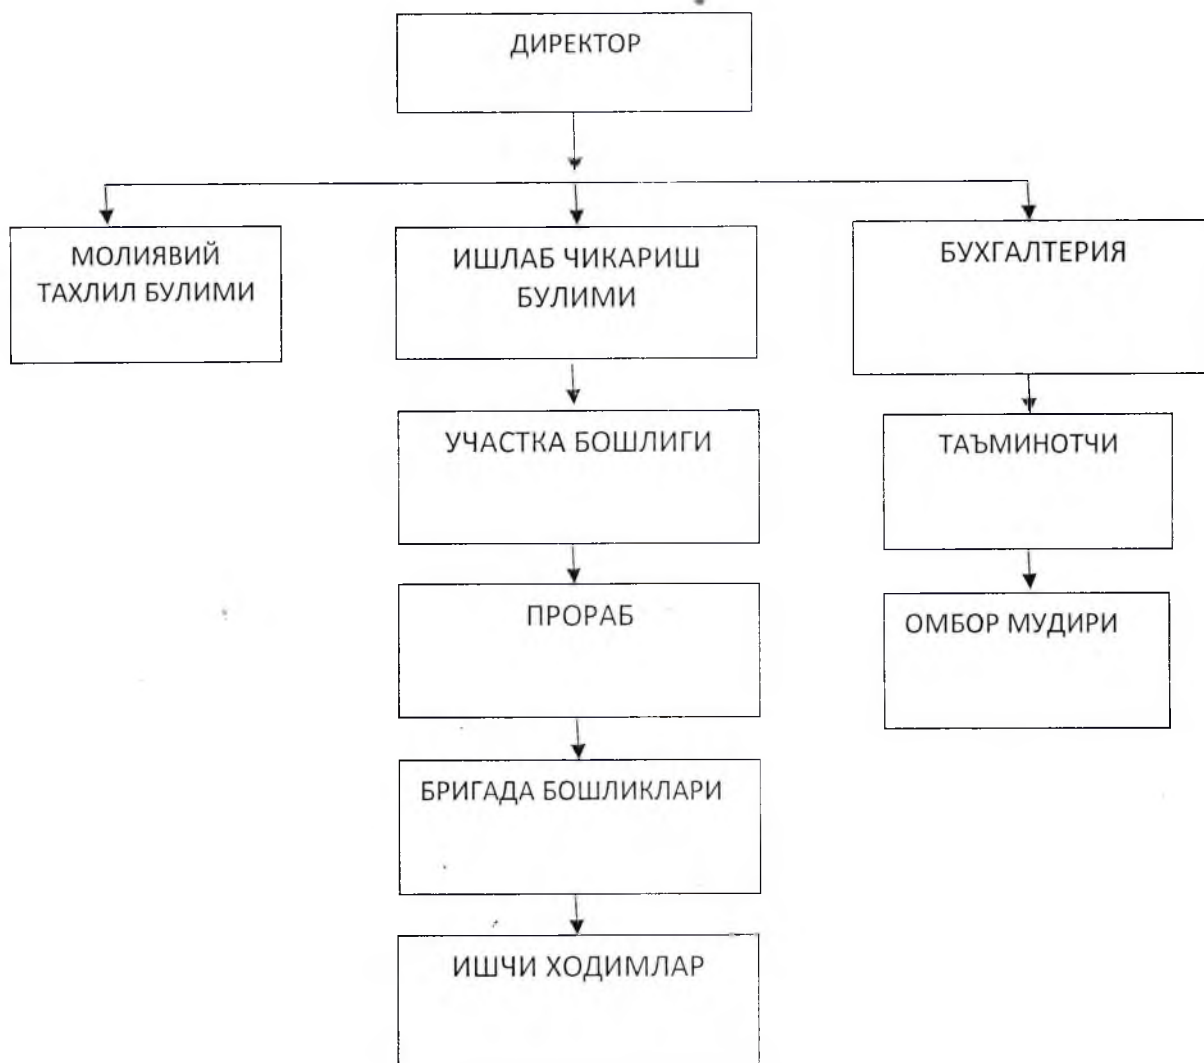 ДИРЕКТОР
МОЛИЯВИЙ
ТАХЛИЛ БУЛИМИ
ИШЛАБ ЧИКАРИШ
БУЛИМИ
БУХГАЛТЕРИЯ
УЧАСТКА БОШЛИГИ
ТАЪМИНОТЧИ
ПРОРАБ
ОМБОР МУДИРИ
БРИГАДА БОШЛИКЛАРИ
ИШЧИ ХОДИМЛАР